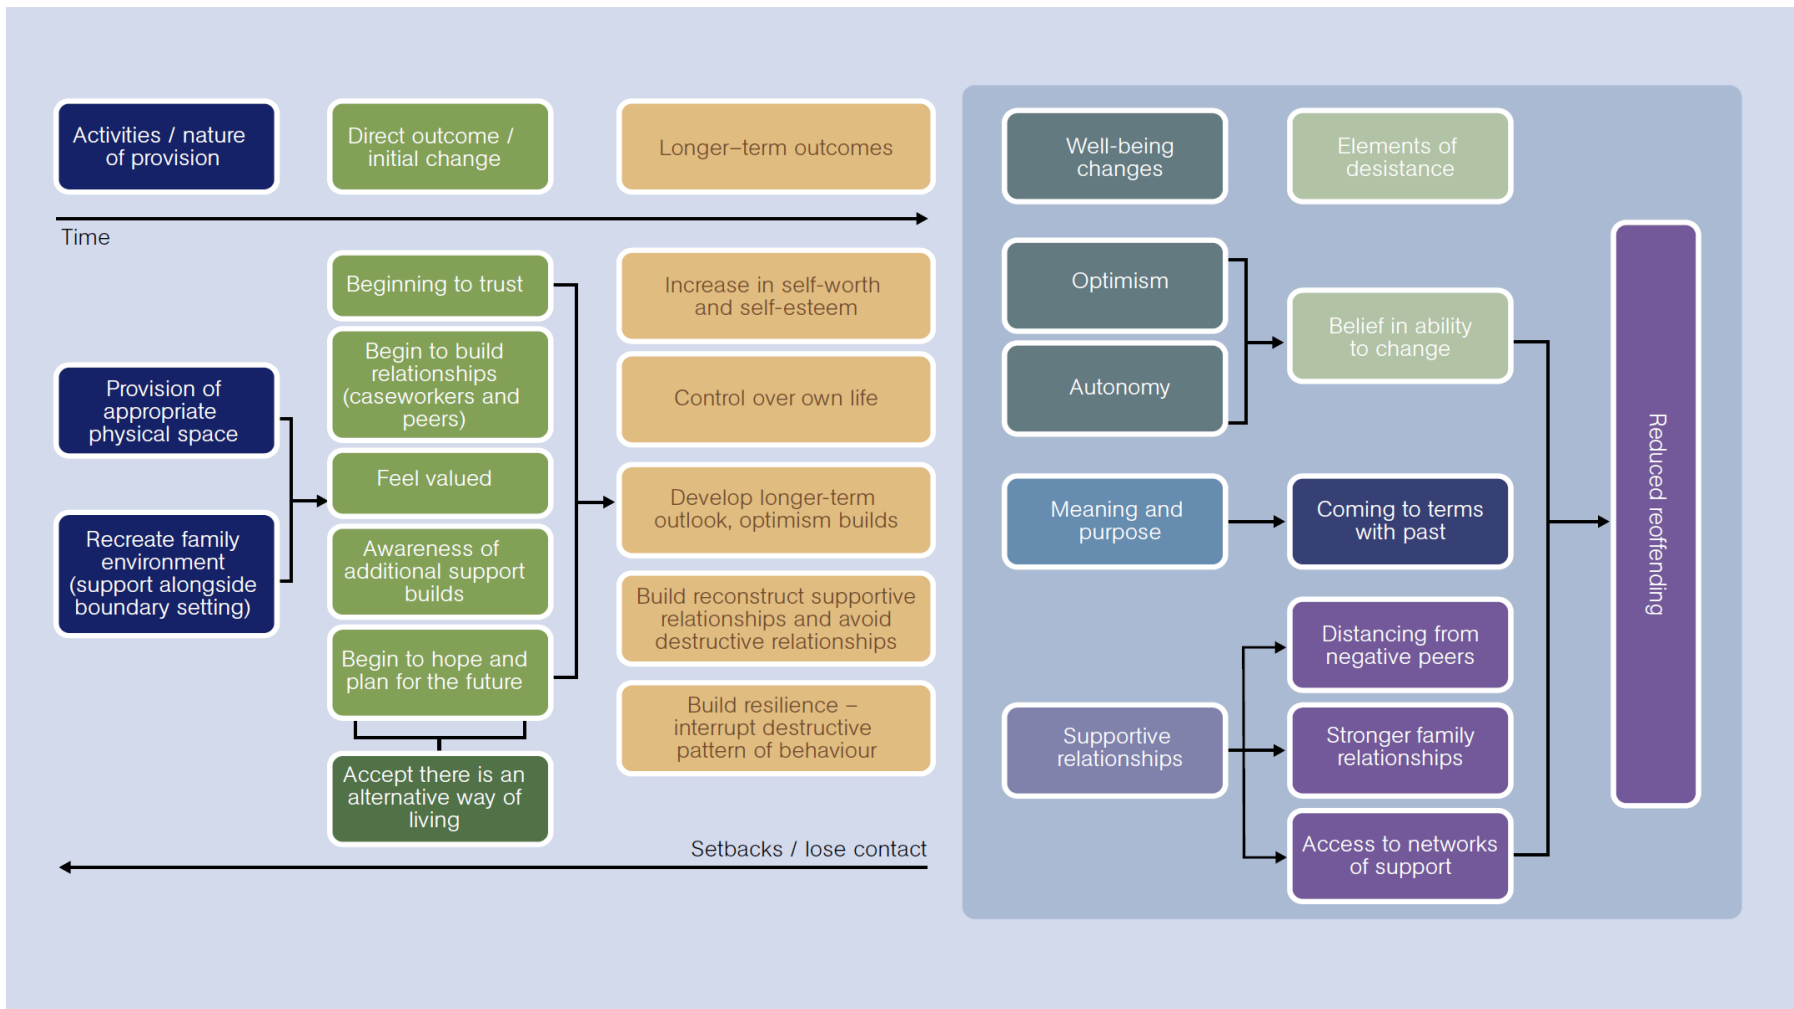 Activities / nature
of provision
Direct outcome /
initial change
Longer–term outcomes
Well-being
changes
Elements of
desistance
Time
Provision of
appropriate
physical space
Recreate family
environment
(support alongside
boundary setting)
Beginning to trust
Begin to build
relationships
(caseworkers and
peers)
Feel valued
Awareness of
additional support
builds
Begin to hope and
plan for the future
Accept there is an
alternative way of
living
Increase in self-worth
and self-esteem
Control over own life
Develop longer-term
outlook, optimism builds
Build reconstruct supportive
relationships and avoid
destructive relationships
Build resilience –
interrupt destructive
pattern of behaviour
Setbacks / lose contact
Optimism
Autonomy
Meaning and
purpose
Supportive
relationships
Belief in ability
to change
Coming to terms
with past
Distancing from
negative peers
Stronger family
relationships
Access to networks
of support
Reduced reoffending